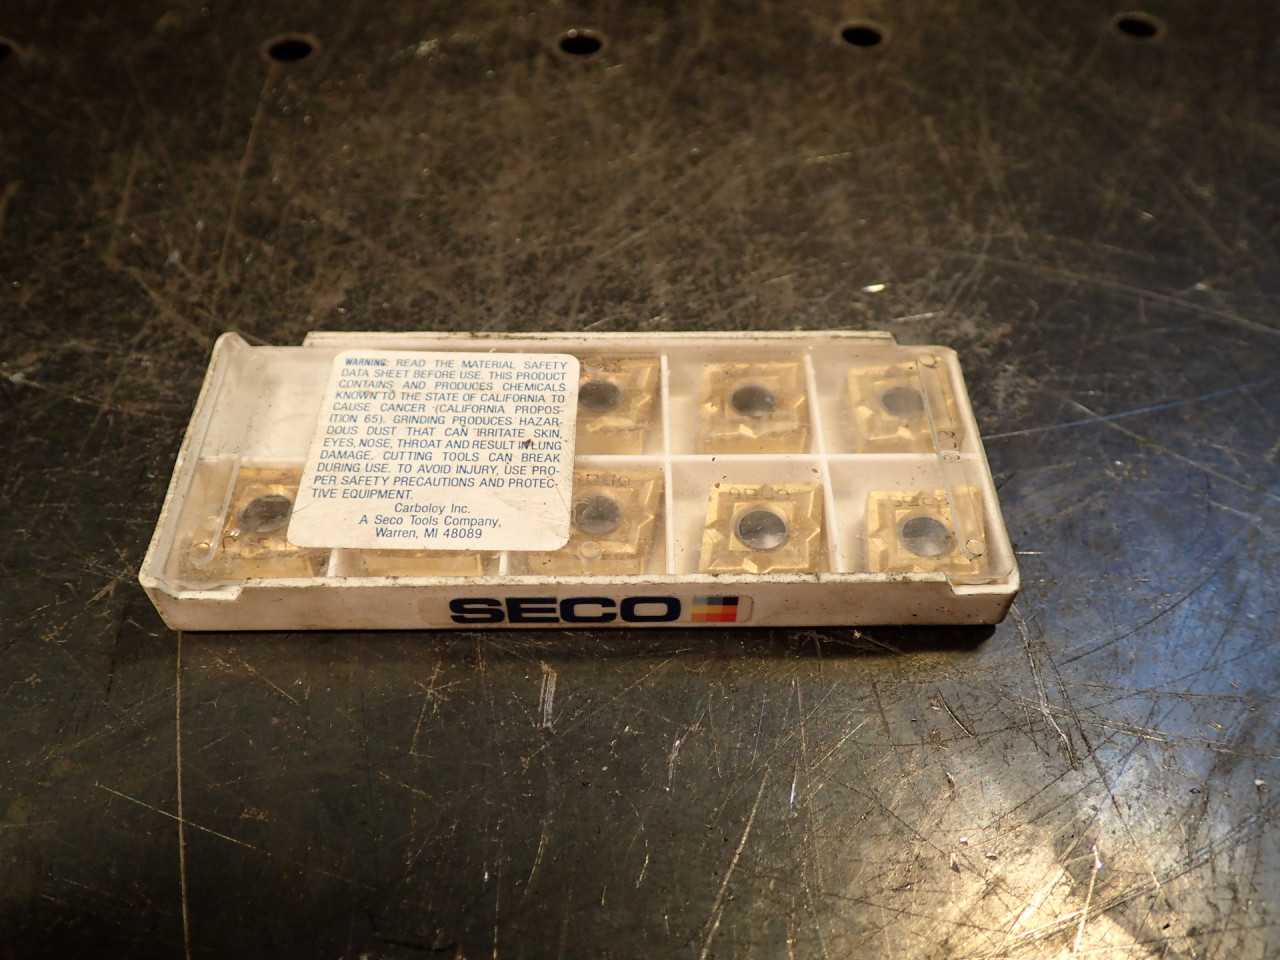 WARNING: READ THE MATERIAL SAFETY
DATA SHEET BEFORE USE. THIS PRODUCT
CONTAINS AND PRODUCES CHEMICALS
KNOWN TO THE STATE OF CALIFORNIA TO
CAUSE CANCER (CALIFORNIA PROPOS-
ITION 65). GRINDING PRODUCES HAZAR-
DOUS DUST THAT CAN IRRITATE SKIN,
EYES, NOSE, THROAT AND RESULT IN LUNG
DAMAGE. CUTTING TOOLS CAN BREAK
DURING USE. TO AVOID INJURY, USE PRO-
PER SAFETY PRECAUTIONS AND PROTEC-
TIVE EQUIPMENT.
Carboloy Inc.
A Seco Tools Company,
Warren, MI 48089
SECO